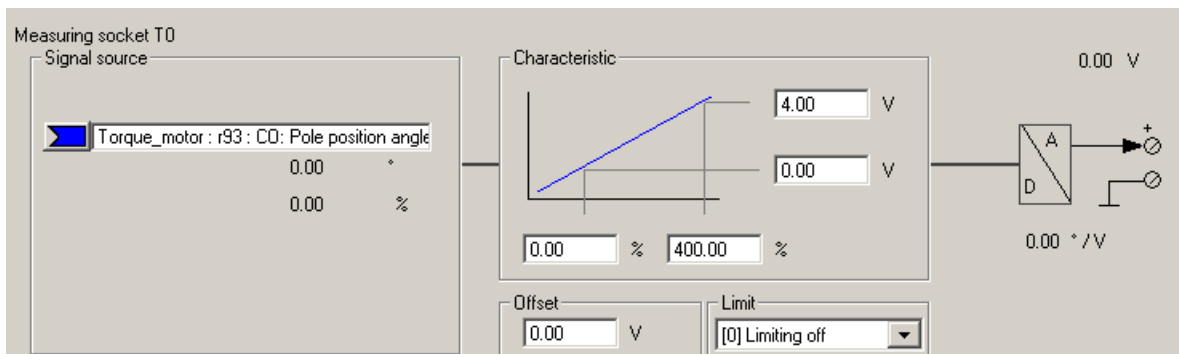 Measuring socket T0
Signal source
Torque_motor : r93 : CO: Pole position angle
0.00 °
0.00 %
Characteristic
4.00 V
0.00 V
0.00 % 400.00 %
Offset
0.00 V
Limit
[0] Limiting off
0.00 V
A
D
+
0.00 ° / V